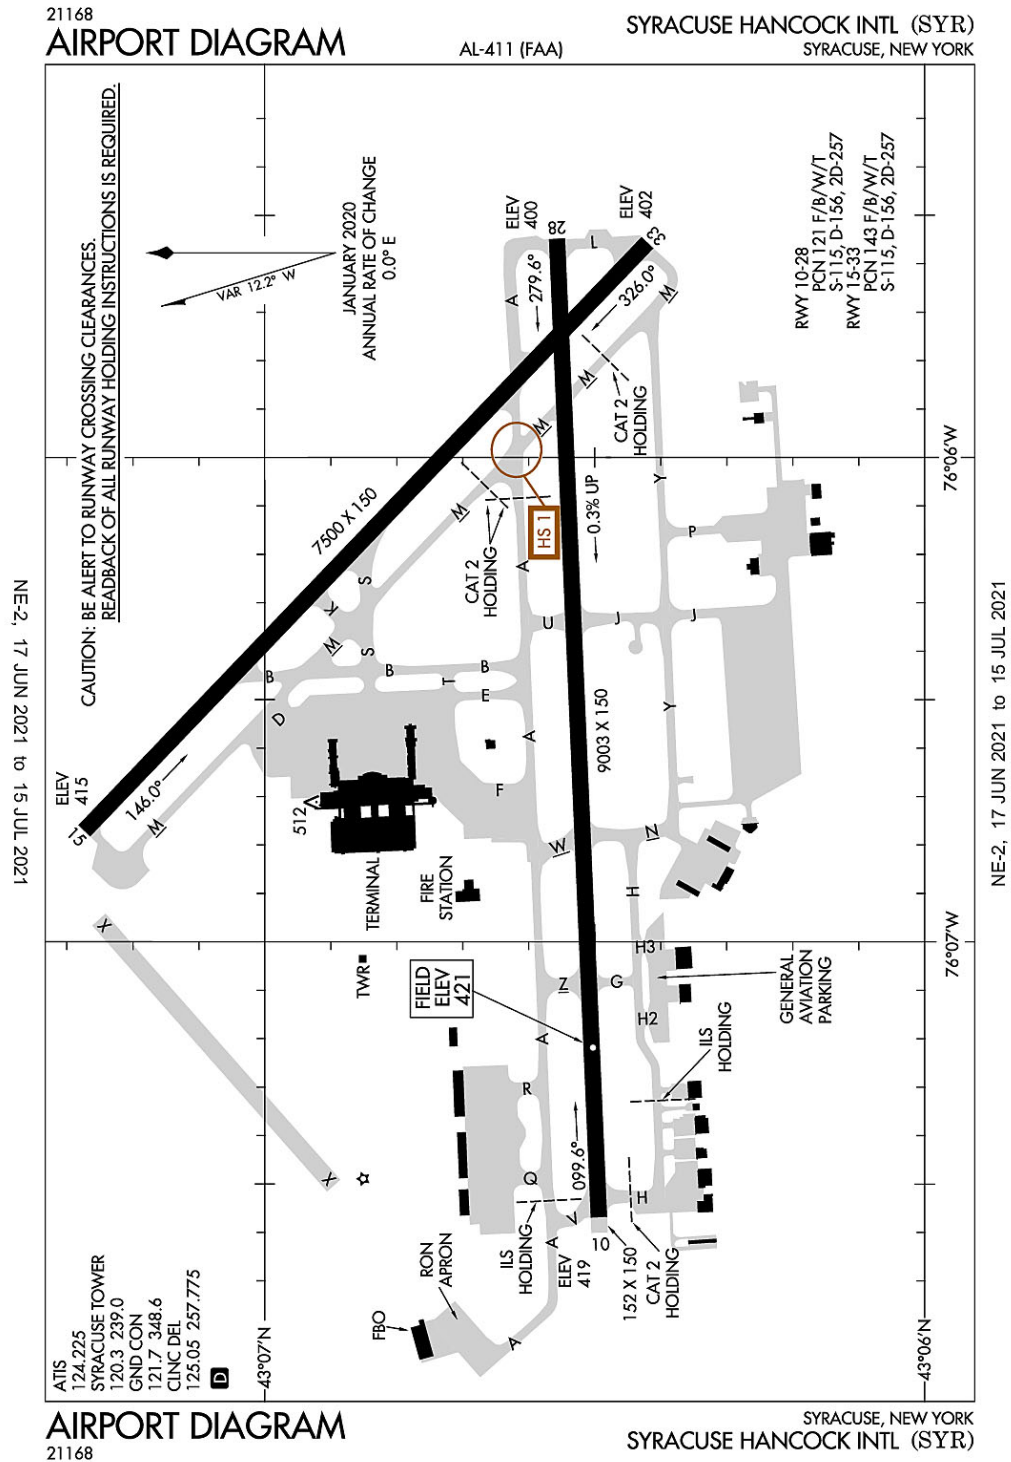 21168
AIRPORT DIAGRAM
AL-411 (FAA)
SYRACUSE HANCOCK INTL (SYR)
SYRACUSE, NEW YORK
CAUTION: BE ALERT TO RUNWAY CROSSING CLEARANCES.
READBACK OF ALL RUNWAY HOLDING INSTRUCTIONS IS REQUIRED.
VAR 12.2° W
JANUARY 2020
ANNUAL RATE OF CHANGE
0.0° E
ELEV
400
28
L
ELEV
402
33
A
279.6°
326.0°
M
RWY 10-28
PCN 121 F/B/W/T
S-115, D-156, 2D-257
RWY 15-33
PCN 143 F/B/W/T
S-115, D-156, 2D-257
M
CAT 2
HOLDING
M
76°06'W
7500 X 150
M
CAT 2
HOLDING
HS 1
0.3% UP
Y
P
A
S
K
M
S
U
J
J
B
B
B
T
E
D
A
9003 X 150
Y
ELEV
415
15
146.0°
M
512
F
W
N
TERMINAL
FIRE
STATION
H
X
TWR
FIELD
ELEV
421
Z
G
H3
H2
GENERAL
AVIATION
PARKING
76°07'W
A
ILS
HOLDING
R
099.6°
X
Q
H
V
A
10
ILS
HOLDING
ELEV
419
152 X 150
CAT 2
HOLDING
RON
APRON
FBO
A
ATIS
124.225
SYRACUSE TOWER
120.3 239.0
GND CON
121.7 348.6
CLNC DEL
125.05 257.775
D
43°07'N
43°06'N
NE-2, 17 JUN 2021 to 15 JUL 2021
NE-2, 17 JUN 2021 to 15 JUL 2021
AIRPORT DIAGRAM
21168
SYRACUSE, NEW YORK
SYRACUSE HANCOCK INTL (SYR)